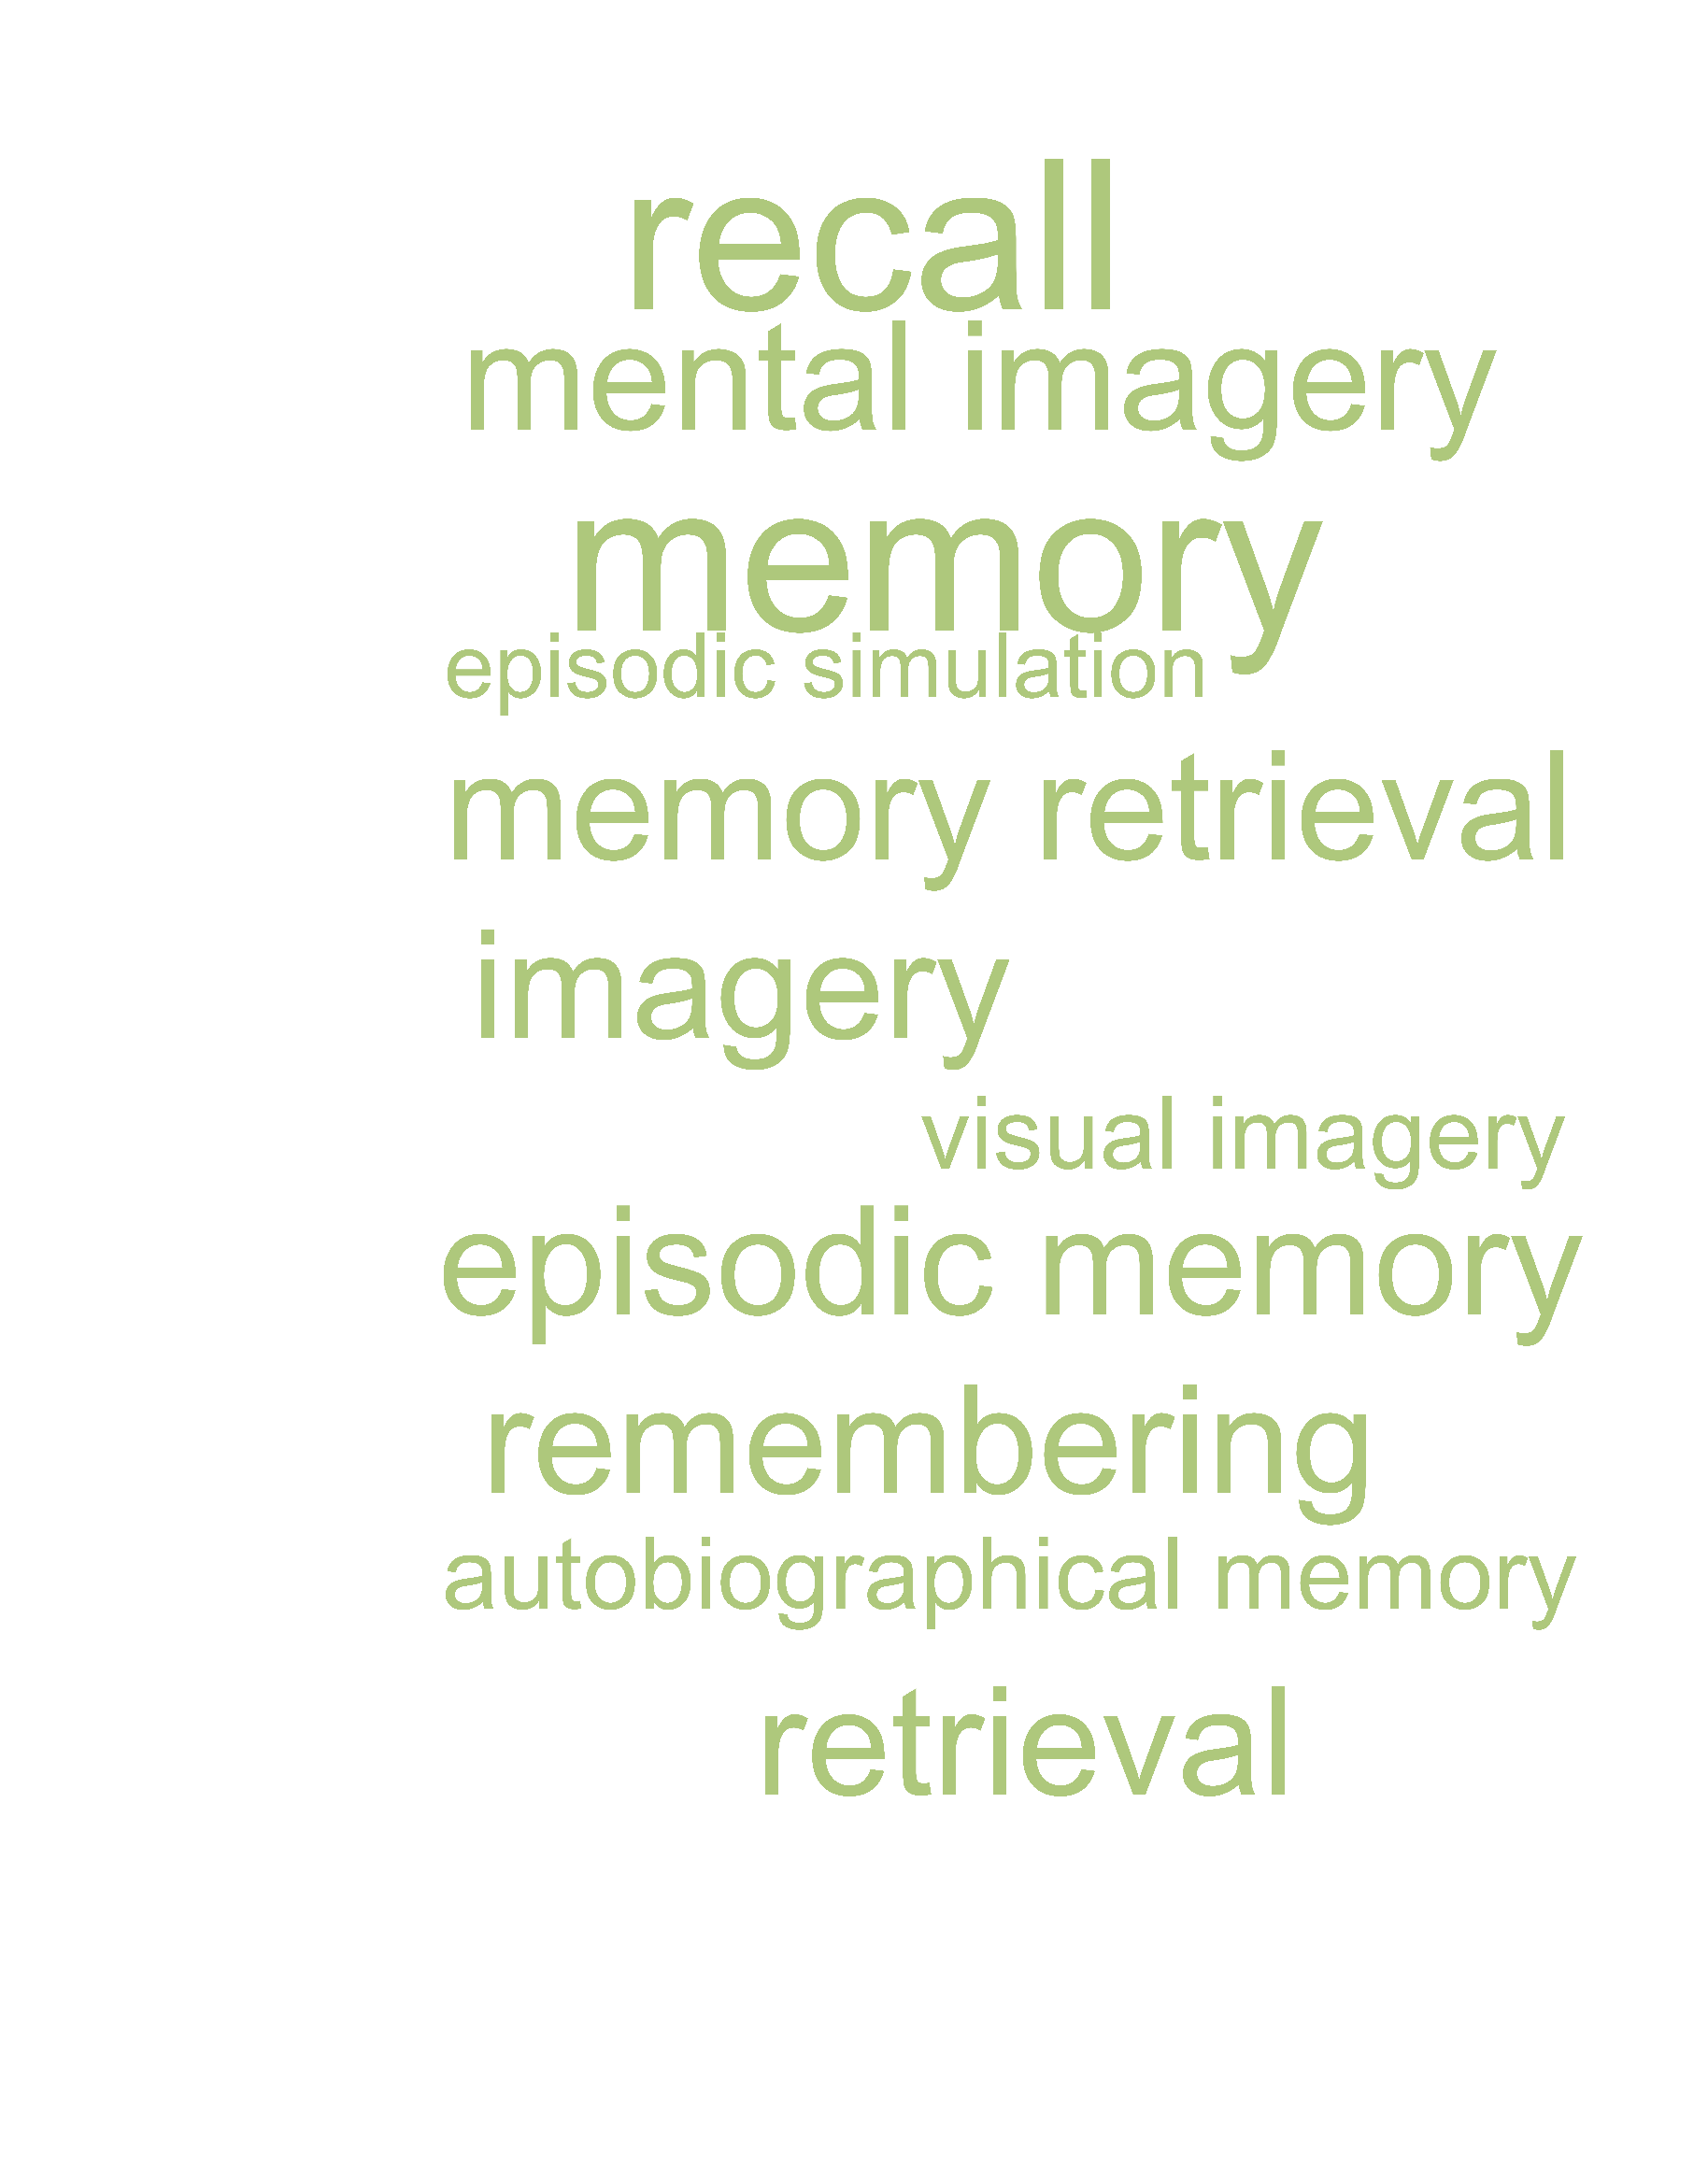 recall
mental imagery
memory
episodic simulation
memory retrieval
imagery
visual imagery
episodic memory
remembering
autobiographical memory
retrieval